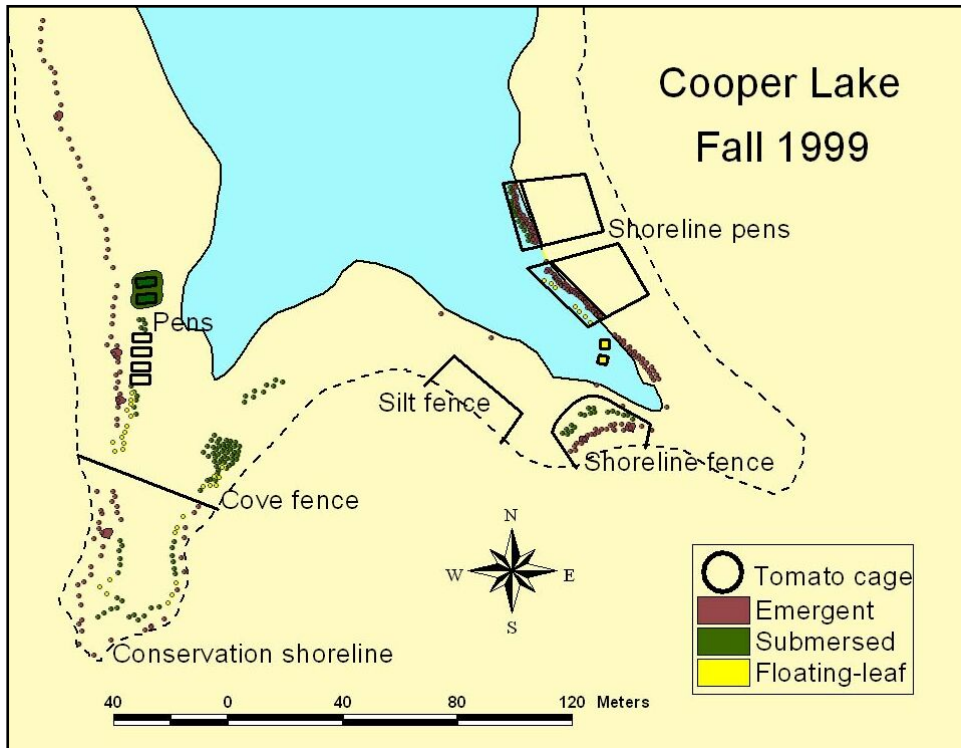 Cooper Lake
Fall 1999
Shoreline pens
Pens
Silt fence
Shoreline fence
Cove fence
N
W E
S
Tomato cage
Emergent
Submersed
Floating-leaf
Conservation shoreline
40 0 40 80 120 Meters